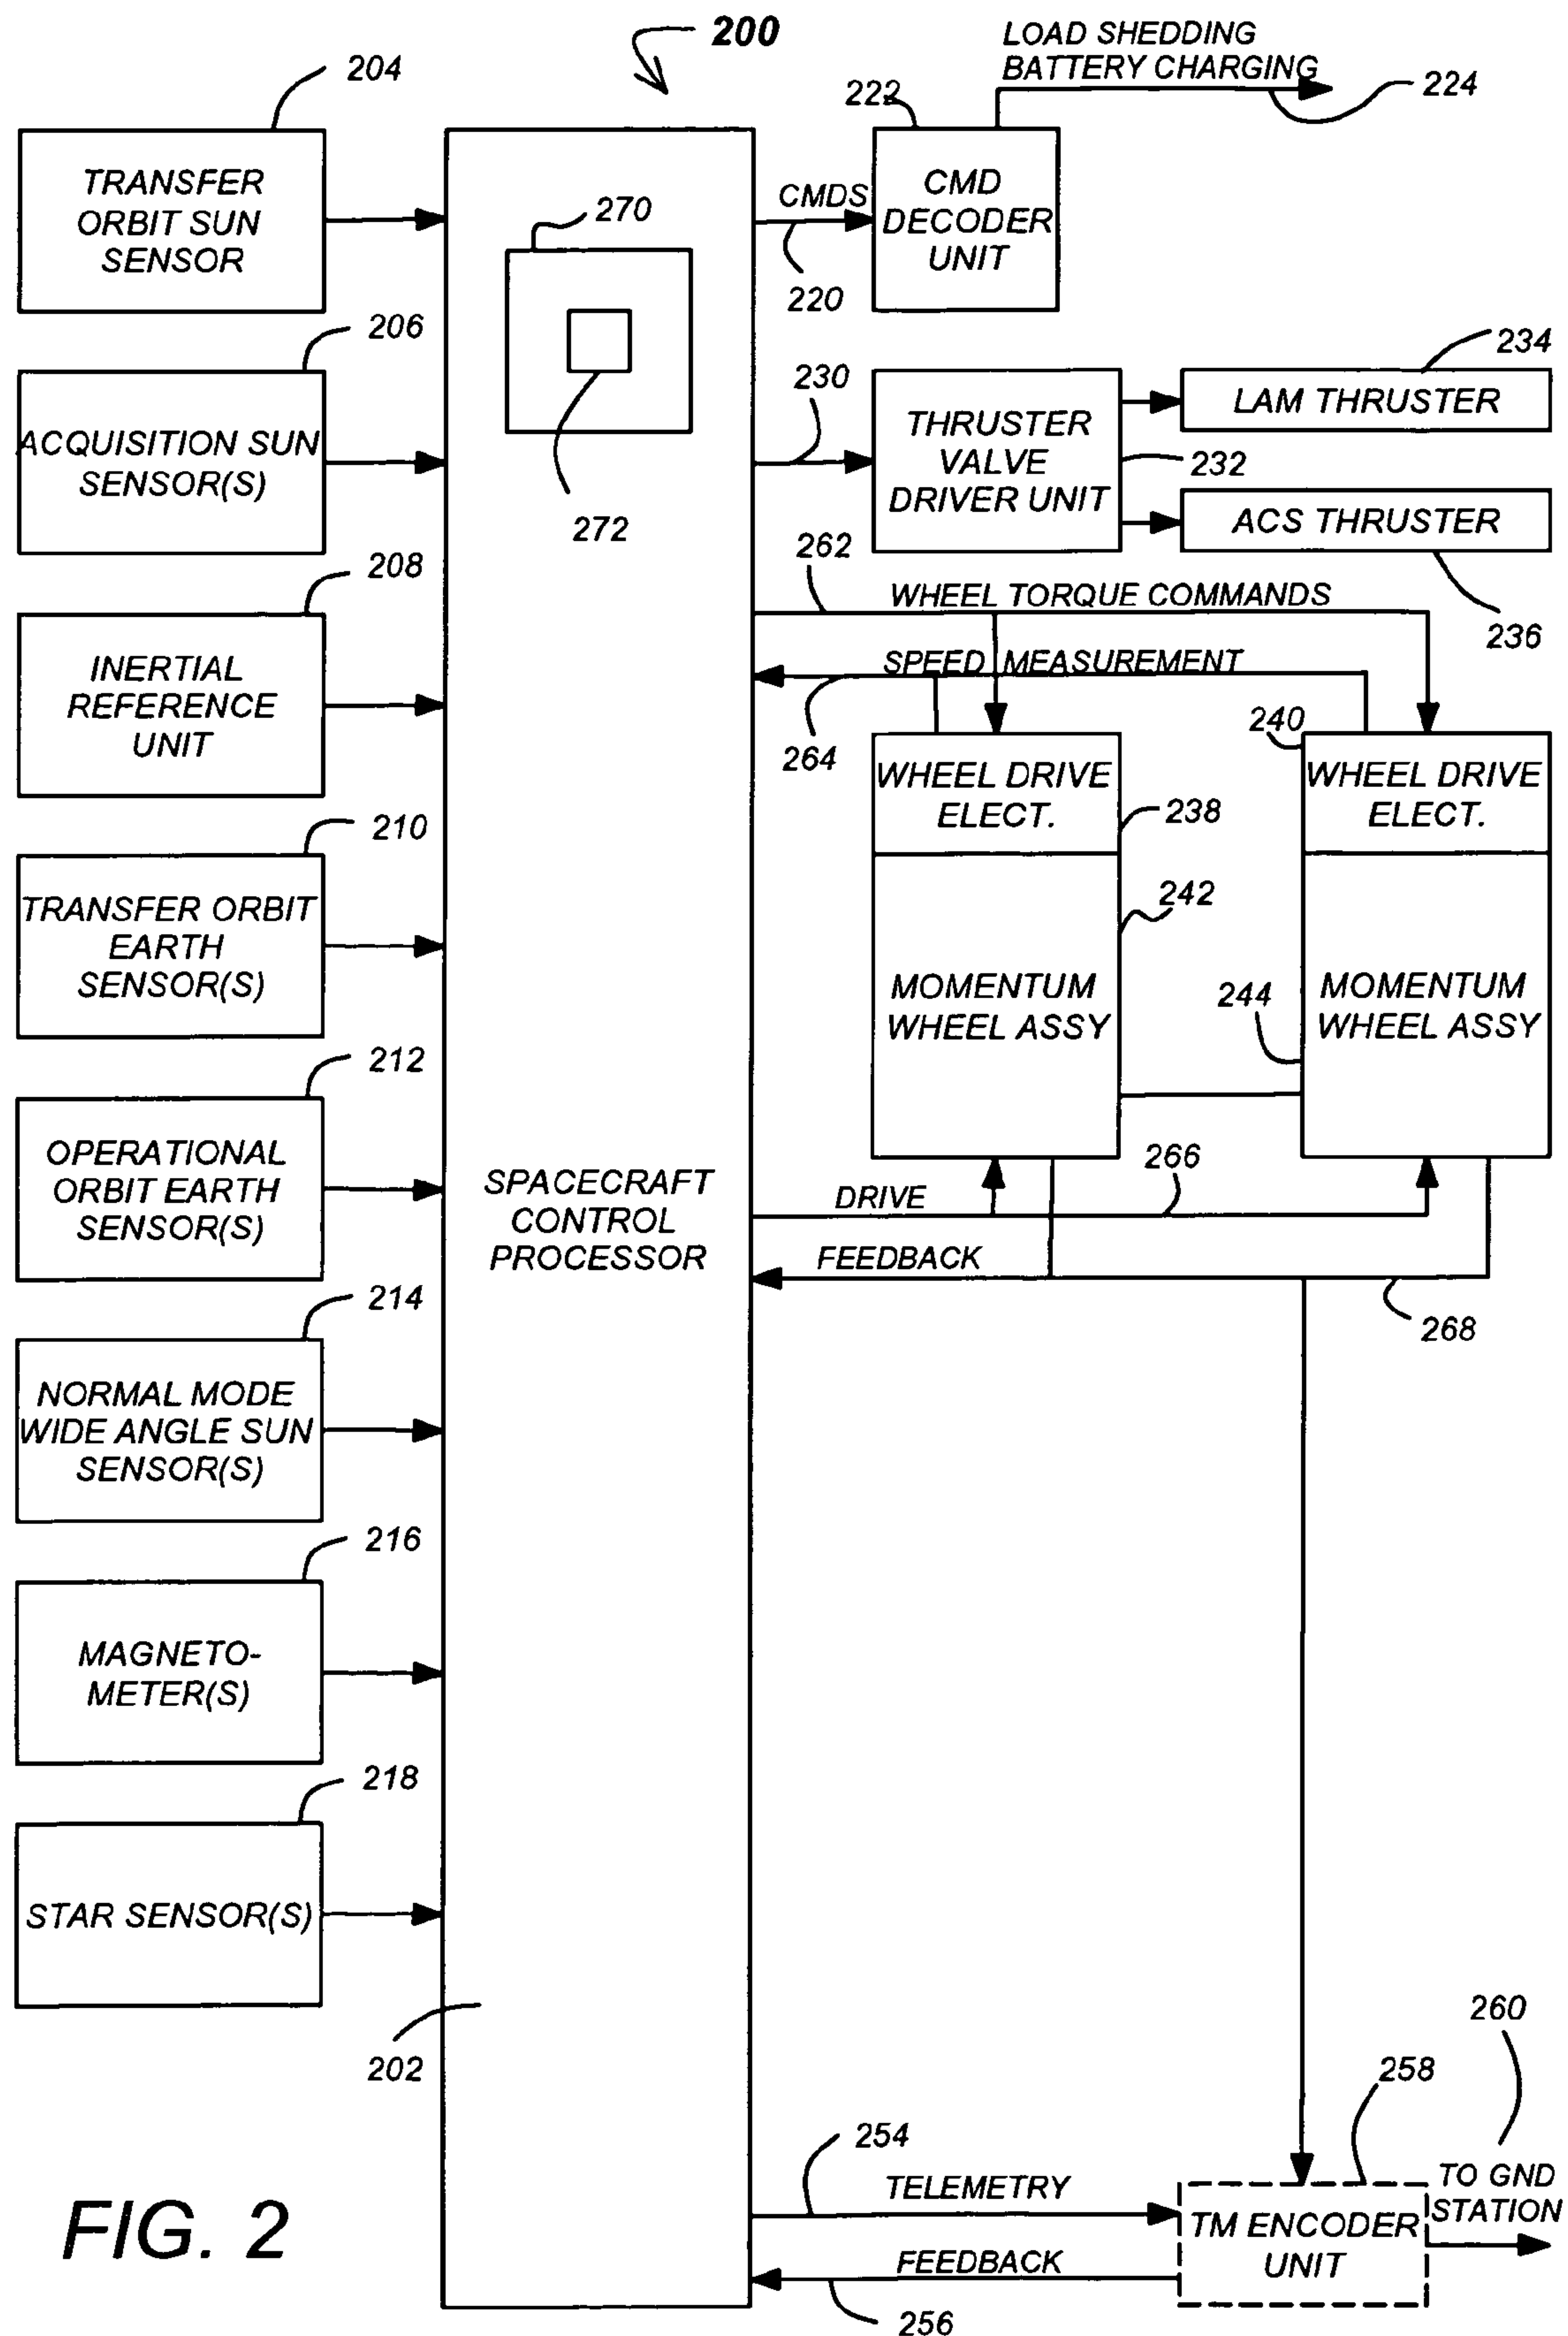 200
LOAD SHEDDING
BATTERY CHARGING
224
204
TRANSFER
ORBIT SUN
SENSOR
222
CMD
DECODER
UNIT
CMDS
220
270
272
206
ACQUISITION SUN
SENSOR(S)
230
THRUSTER
VALVE
DRIVER UNIT
232
234
LAM THRUSTER
ACS THRUSTER
236
208
INERTIAL
REFERENCE
UNIT
262
WHEEL TORQUE COMMANDS
SPEED MEASUREMENT
264
240
WHEEL DRIVE
ELECT.
238
WHEEL DRIVE
ELECT.
210
TRANSFER ORBIT
EARTH
SENSOR(S)
242
MOMENTUM
WHEEL ASSY
244
MOMENTUM
WHEEL ASSY
212
OPERATIONAL
ORBIT EARTH
SENSOR(S)
SPACECRAFT
CONTROL
PROCESSOR
DRIVE
266
FEEDBACK
268
214
NORMAL MODE
WIDE ANGLE SUN
SENSOR(S)
216
MAGNETO-
METER(S)
218
STAR SENSOR(S)
202
260
258
254
TELEMETRY
TM ENCODER
UNIT
TO GND
STATION
FEEDBACK
256
FIG. 2